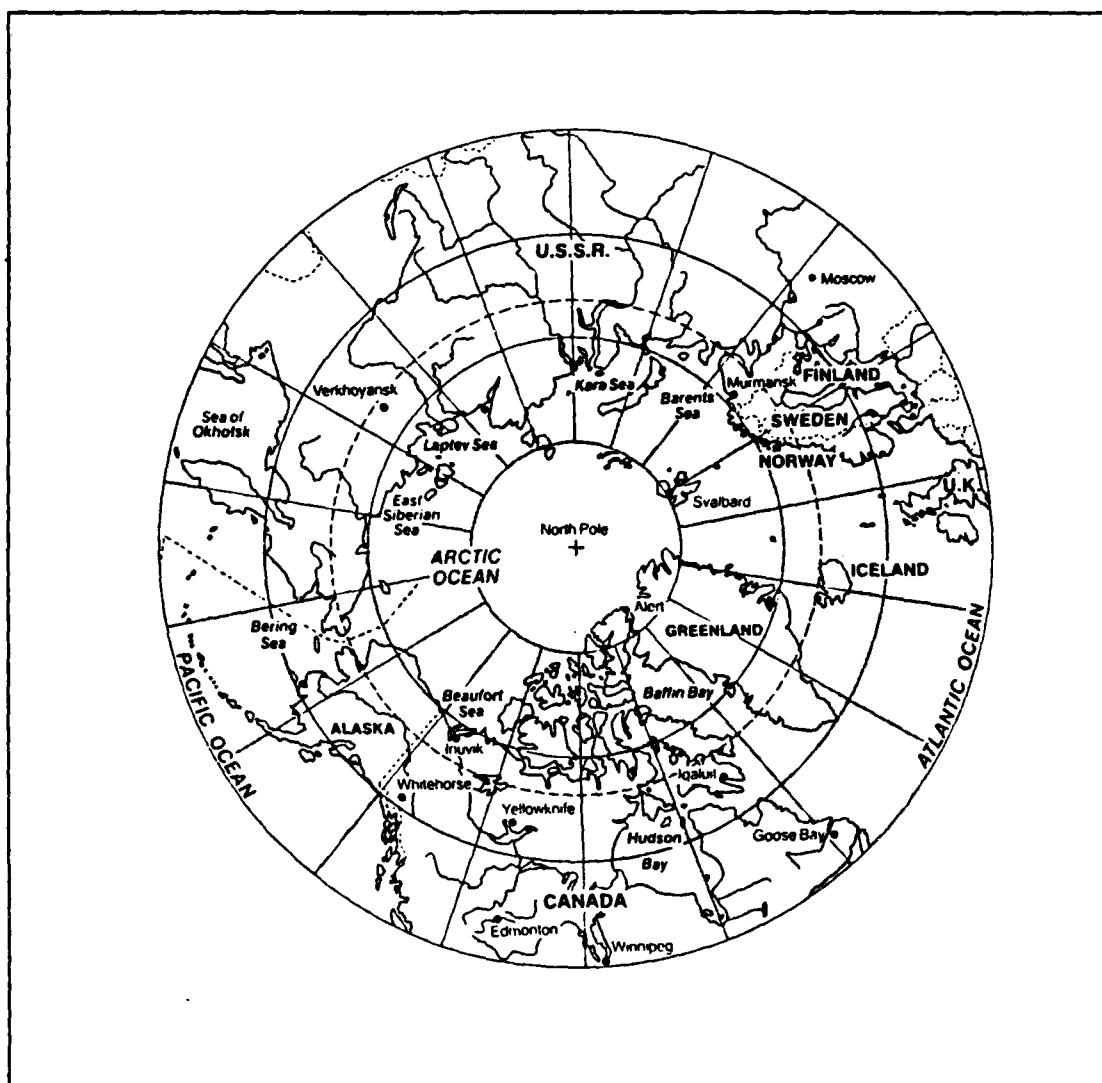 U.S.S.R.
Moscow
Kara Sea
Murmansk
FINLAND
Barents
Sea
SWEDEN
NORWAY
Verkhoyansk
Sea of
Okhotsk
Laptev Sea
East
Siberian
Sea
Svalbard
U.K.
North Pole
ARCTIC
OCEAN
ICELAND
Alert
GREENLAND
Bering
Sea
PACIFIC OCEAN
ATLANTIC OCEAN
Beaufort
Sea
Baffin Bay
ALASKA
Inuvik
Iqaluit
Whitehorse
Yellowknife
Hudson
Bay
Goose Bay
CANADA
Edmonton
Winnipeg